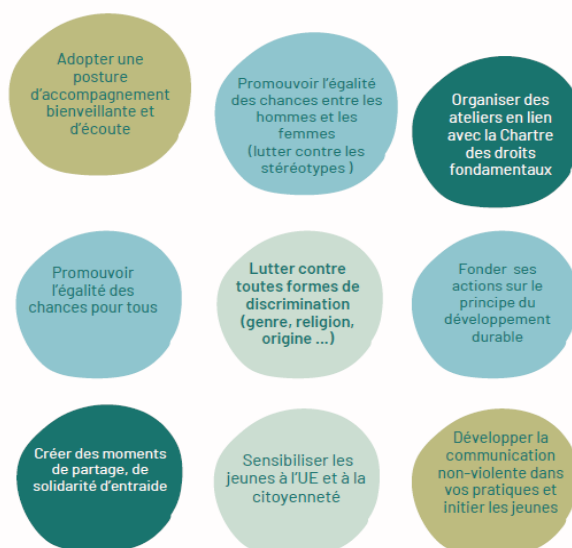 Adopter une
posture
d'accompagnement
bienveillante et
d'écoute
Promouvoir l'égalité
des chances entre les
hommes et les
femmes
(lutter contre les
stéréotypes )
Organiser des
ateliers en lien
avec la Chartre
des droits
fondamentaux
Promouvoir
l'égalité des
chances pour tous
Lutter contre
toutes formes de
discrimination
(genre, religion,
origine ...)
Fonder ses
actions sur le
principe du
développement
durable
Créer des moments
de partage, de
solidarité d'entraide
Sensibiliser les
jeunes à l'UE et à la
citoyenneté
Développer la
communication
non-violente dans
vos pratiques et
initier les jeunes